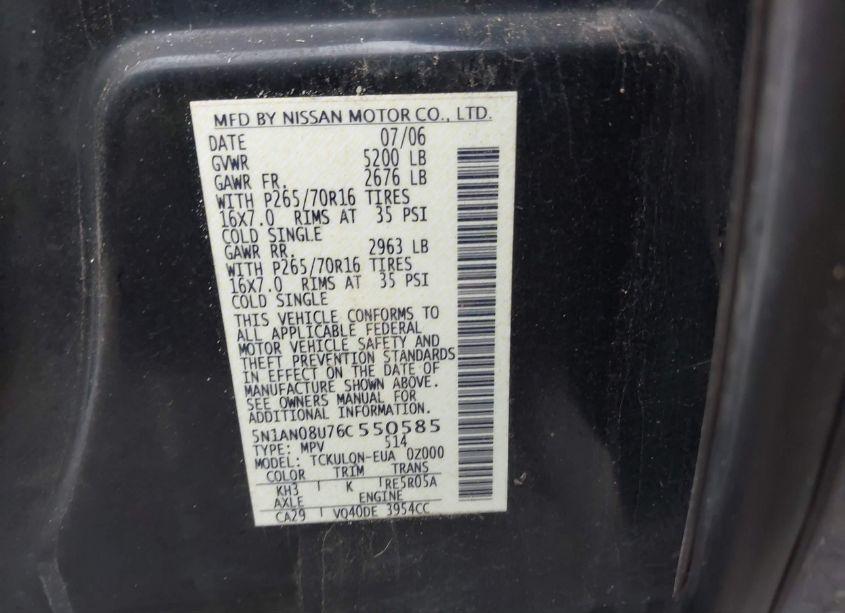 MFD BY NISSAN MOTOR CO., LTD.
DATE 07/06
GVWR 5200 LB
GAWR FR. 2676 LB
WITH P265/70R16 TIRES
16X7.0 RIMS AT 35 PSI
COLD SINGLE
GAWR RR. 2963 LB
WITH P265/70R16 TIRES
16X7.0 RIMS AT 35 PSI
COLD SINGLE
THIS VEHICLE CONFORMS TO
ALL APPLICABLE FEDERAL
MOTOR VEHICLE SAFETY AND
THEFT PREVENTION STANDARDS
IN EFFECT ON THE DATE OF
MANUFACTURE SHOWN ABOVE.
SEE OWNERS MANUAL FOR
ADDITIONAL INFORMATION.
5N1AN08U76C 550585
TYPE: MPV 514
MODEL: TCKULQN-EUA 0Z000
COLOR TRIM TRANS
KH3 K RE5R05A
AXLE ENGINE
CA29 VQ40DE 3954CC